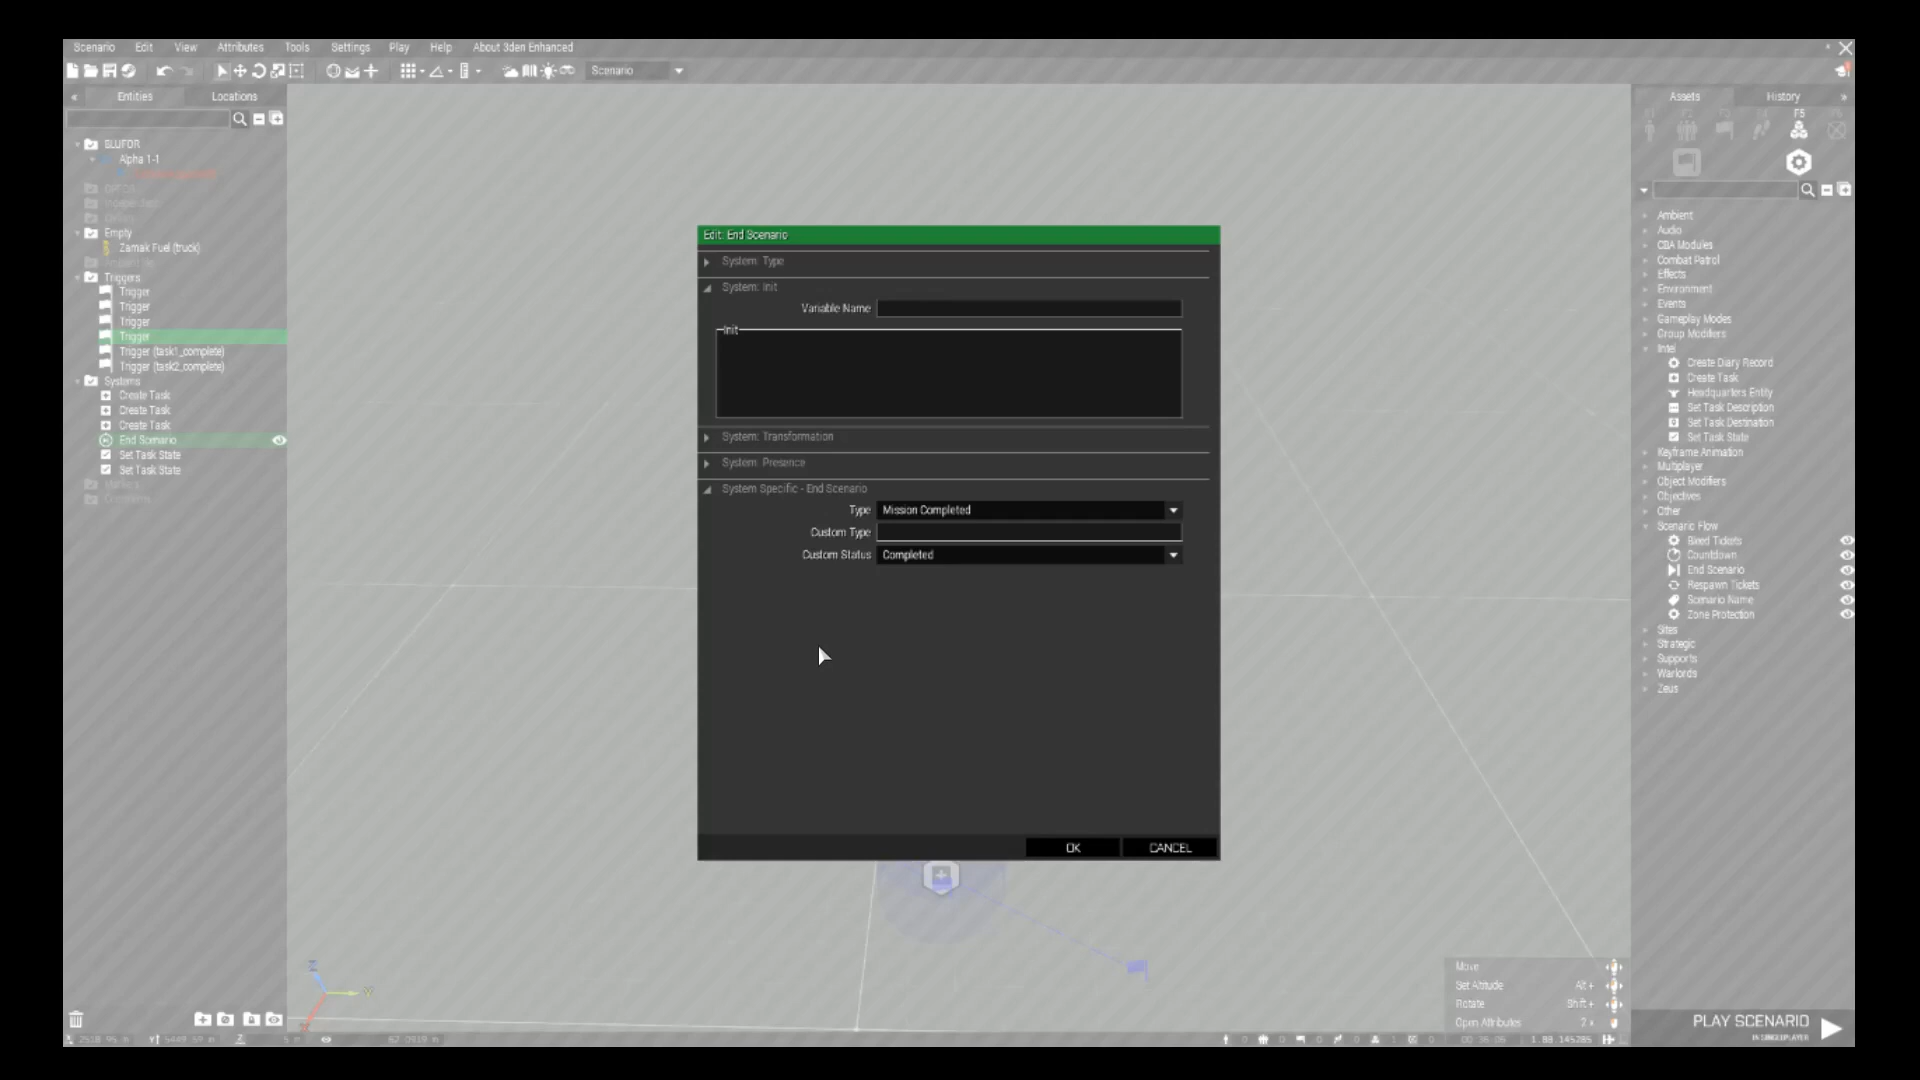 Scenario Edit View Attributes Tools Settings Play Help About 3den Enhanced
Scenario
Entities Locations
BLUFOR
Alpha 1-1
Empty
Zamak Fuel (truck)
Triggers
Trigger
Trigger
Trigger
Trigger
Trigger (task1_complete)
Trigger (task2_complete)
Systems
Create Task
Create Task
Create Task
End Scenario
Set Task State
Set Task State
Markers
Edit: End Scenario
System: Type
System: Init
Variable Name
Init
System: Transformation
System: Presence
System Specific - End Scenario
Type Mission Completed
Custom Type
Custom Status Completed
OK CANCEL
Assets History
F5
Ambient
Audio
CBA Modules
Combat Patrol
Effects
Environment
Events
Gameplay Modes
Group Modifiers
Intel
Create Diary Record
Create Task
Headquarters Entity
Set Task Description
Set Task Destination
Set Task State
Keyframe Animation
Multiplayer
Object Modifiers
Objectives
Other
Scenario Flow
Bleed Tickets
Countdown
End Scenario
Respawn Tickets
Scenario Name
Zone Protection
Sites
Strategic
Supports
Warlords
Zeus
Move
Set Altitude Alt +
Rotate Shift +
Open Attributes 2 x
PLAY SCENARIO
IN SINGLEPLAYER